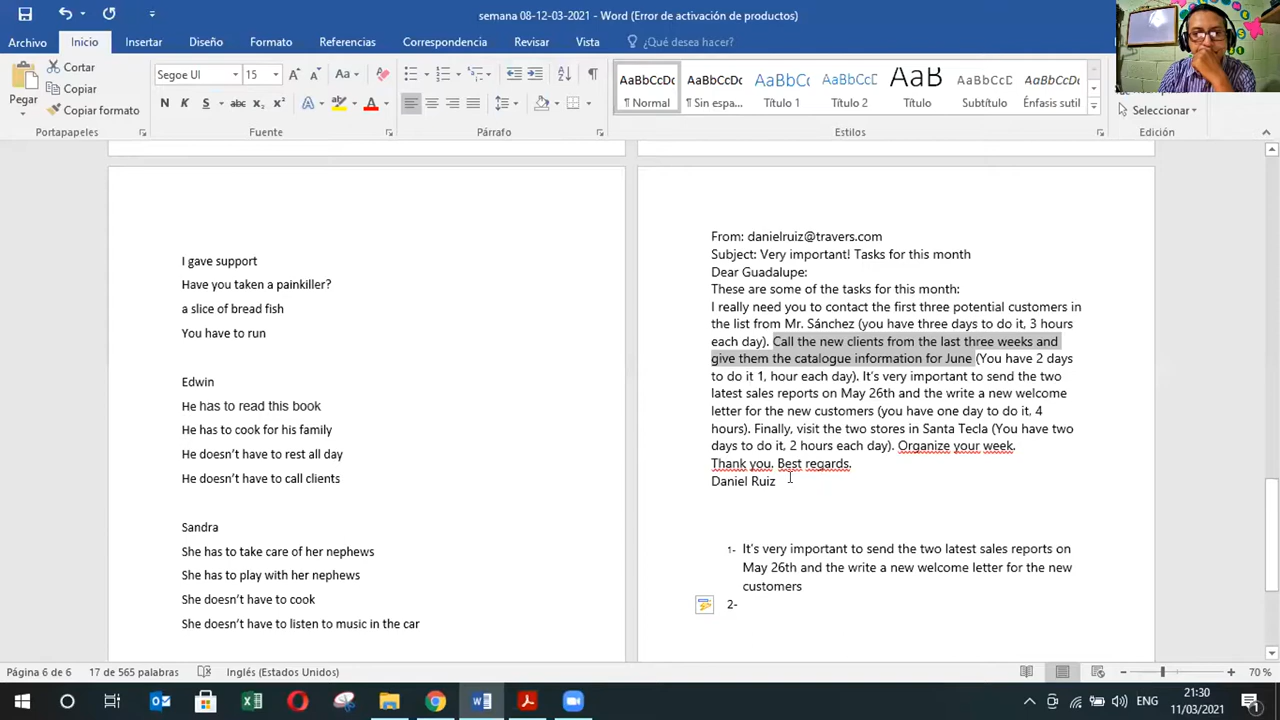 semana 08-12-03-2021 - Word (Error de activación de productos)
Archivo Inicio Insertar Diseño Formato Referencias Correspondencia Revisar Vista ¿Qué desea hacer?
Pegar
Cortar
Copiar
Copiar formato
Portapapeles
Segoe UI 15
N K S abc x₂ x²
Fuente
Párrafo
AaBbCcDc ¶ Normal
AaBbCcDc ¶ Sin espa...
AaBbCc Título 1
AaBbCcC Título 2
AaB Título
AaBbCcD Subtítulo
AaBbCcDc Énfasis sutil
Estilos
Seleccionar
Edición
I gave support
Have you taken a painkiller?
a slice of bread fish
You have to run
Edwin
He has to read this book
He has to cook for his family
He doesn’t have to rest all day
He doesn’t have to call clients
Sandra
She has to take care of her nephews
She has to play with her nephews
She doesn’t have to cook
She doesn’t have to listen to music in the car
From: danielruiz@travers.com
Subject: Very important! Tasks for this month
Dear Guadalupe:
These are some of the tasks for this month:
I really need you to contact the first three potential customers in
the list from Mr. Sánchez (you have three days to do it, 3 hours
each day). Call the new clients from the last three weeks and
give them the catalogue information for June (You have 2 days
to do it 1, hour each day). It’s very important to send the two
latest sales reports on May 26th and the write a new welcome
letter for the new customers (you have one day to do it, 4
hours). Finally, visit the two stores in Santa Tecla (You have two
days to do it, 2 hours each day). Organize your week.
Thank you. Best regards.
Daniel Ruiz
1- It’s very important to send the two latest sales reports on
May 26th and the write a new welcome letter for the new
customers
2-
Página 6 de 6 17 de 565 palabras Inglés (Estados Unidos) 70 %
ENG
21:30
11/03/2021